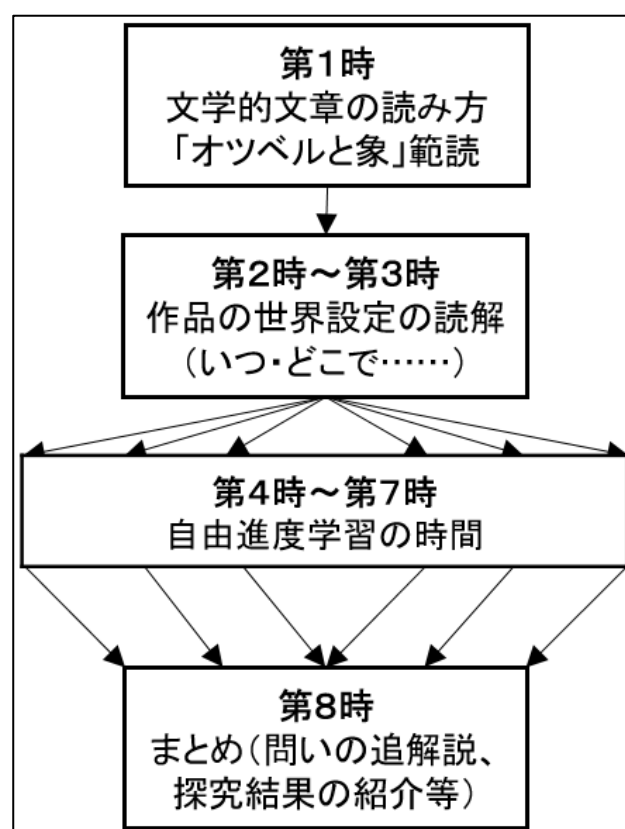 第1時
文学的文章の読み方
「オツベルと象」範読
第2時～第3時
作品の世界設定の読解
(いつ・どこで……)
第4時～第7時
自由進度学習の時間
第8時
まとめ(問いの追解説、
探究結果の紹介等)